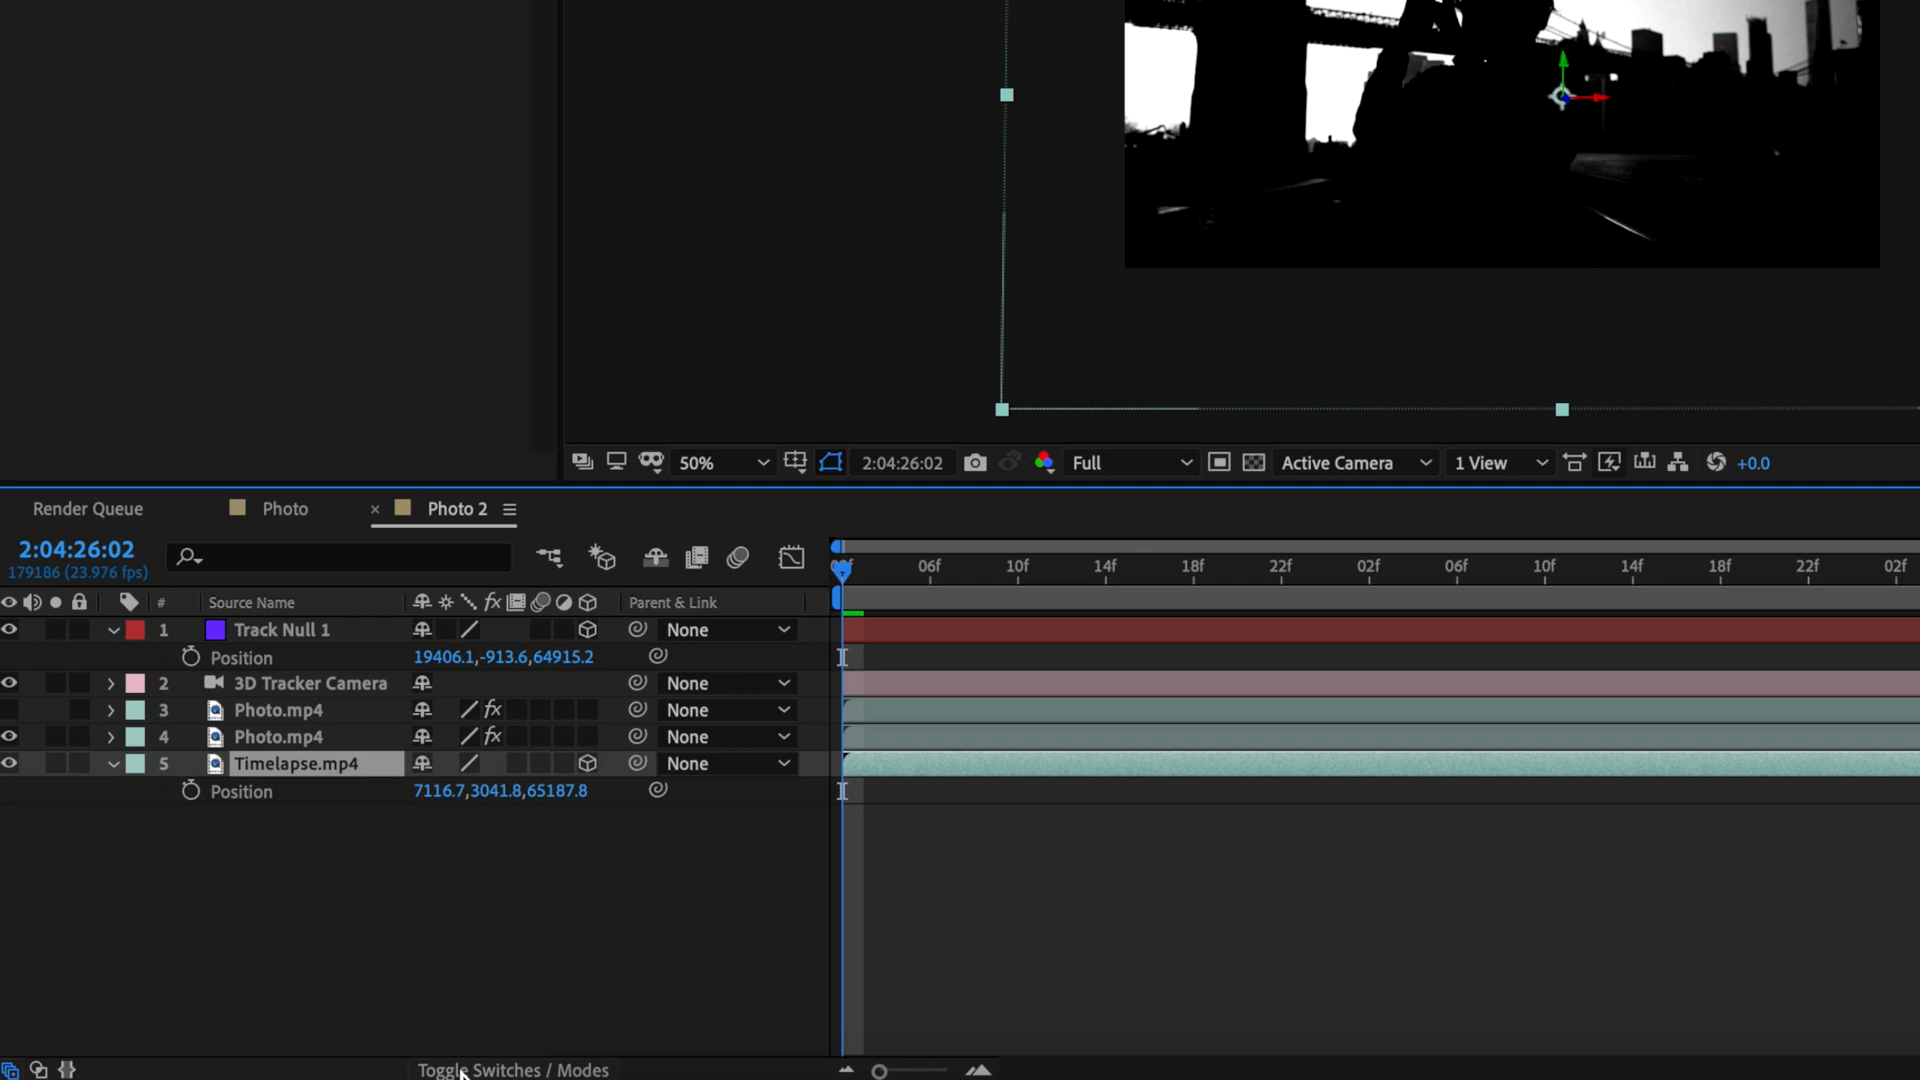 50% 2:04:26:02 Full Active Camera 1 View +0.0
Render Queue Photo × Photo 2
2:04:26:02
179186 (23.976 fps)
06f 10f 14f 18f 22f 02f 06f 10f 14f 18f 22f 02f
# Source Name fx Parent & Link
1 Track Null 1 None
Position 19406.1,-913.6,64915.2
2 3D Tracker Camera None
3 Photo.mp4 fx None
4 Photo.mp4 fx None
5 Timelapse.mp4 None
Position 7116.7,3041.8,65187.8
Toggle Switches / Modes